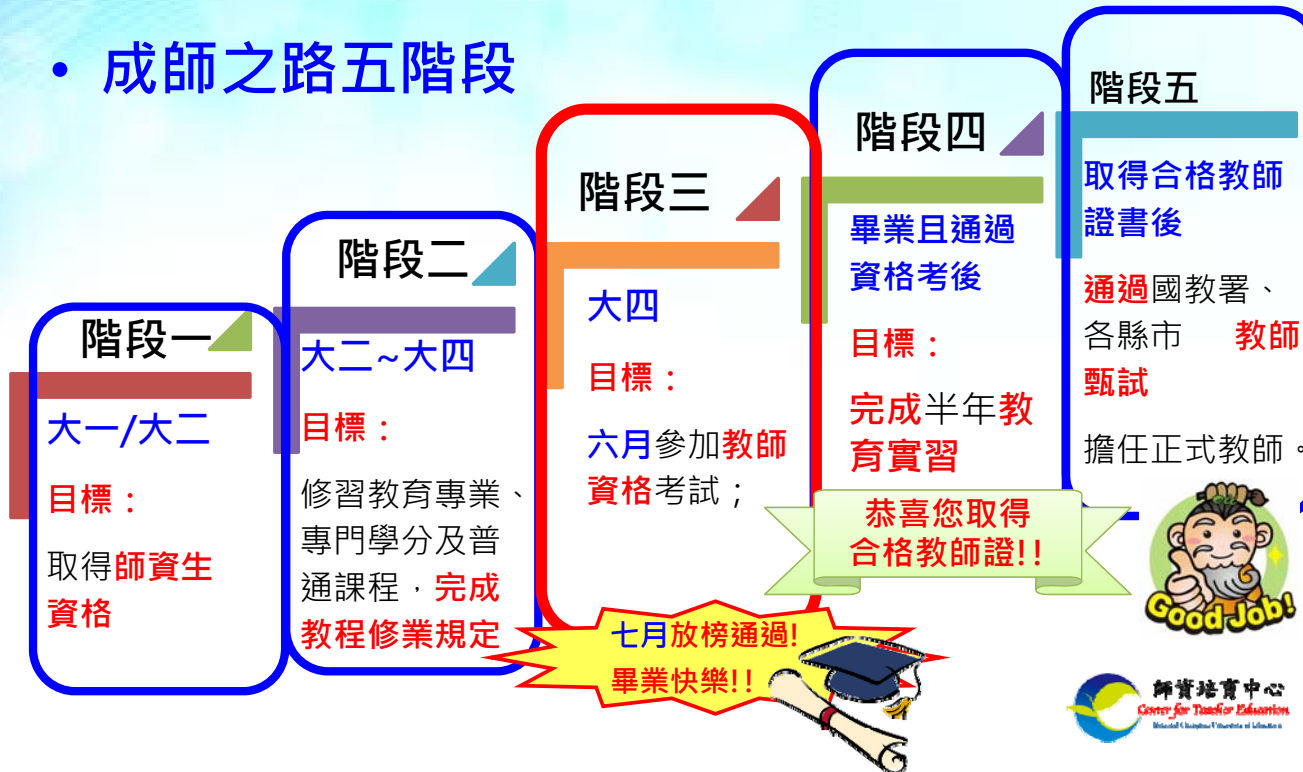 • 成師之路五階段
階段一
大一/大二
目標：
取得師資生
資格
階段二
大二~大四
目標：
修習教育專業、
專門學分及普
通課程，完成
教程修業規定
階段三
大四
目標：
六月參加教師
資格考試；
七月放榜通過!
畢業快樂!!
階段四
畢業且通過
資格考後
目標：
完成半年教
育實習
恭喜您取得
合格教師證!!
階段五
取得合格教師
證書後
通過國教署、
各縣市 教師
甄試
擔任正式教師。
Good Job!
師資培育中心
Center for Teacher Education